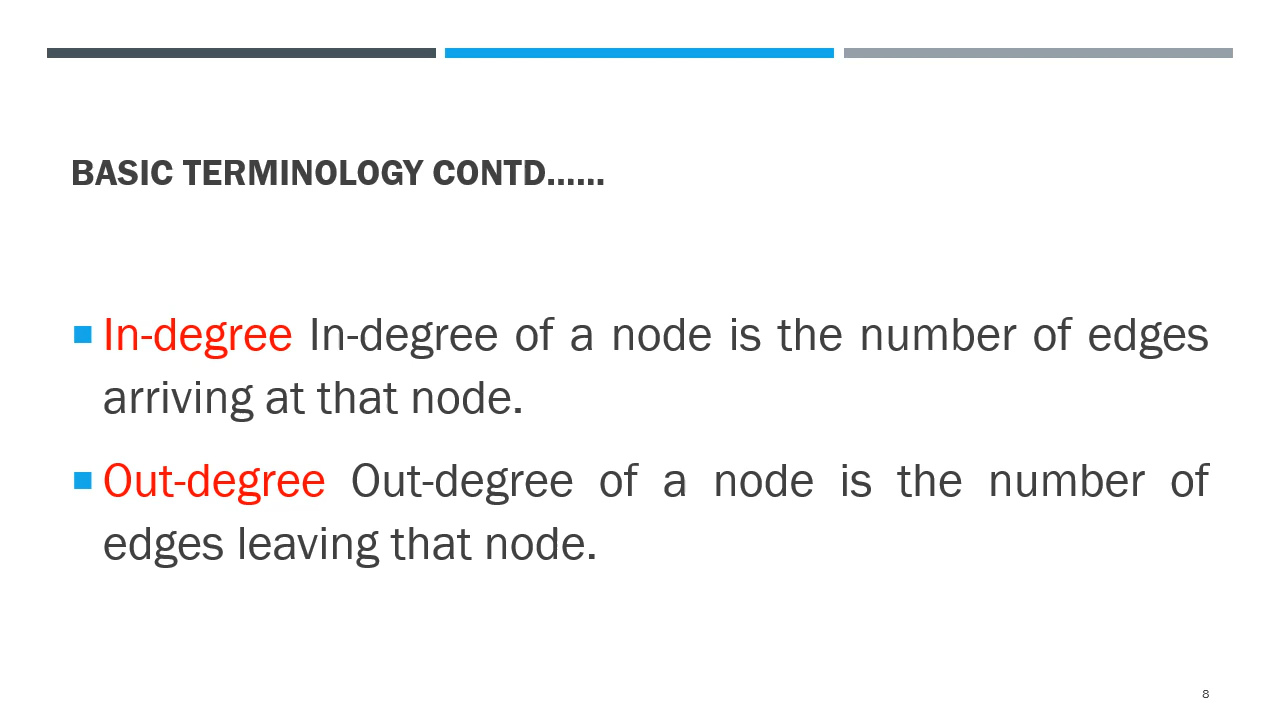 BASIC TERMINOLOGY CONTD......
In-degree In-degree of a node is the number of edges
arriving at that node.
Out-degree Out-degree of a node is the number of
edges leaving that node.
8